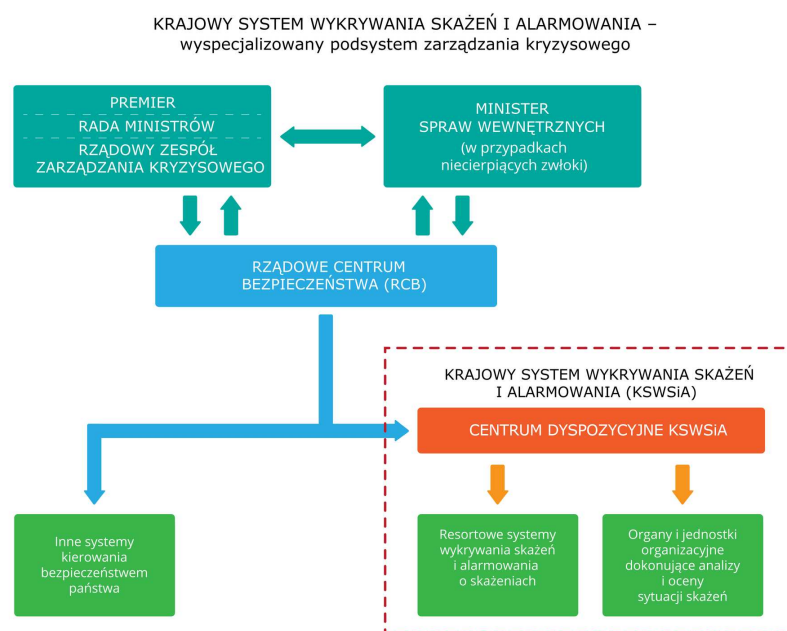 KRAJOWY SYSTEM WYKRYWANIA SKAŻEŃ I ALARMOWANIA –
wyspecjalizowany podsystem zarządzania kryzysowego
PREMIER
RADA MINISTRÓW
RZĄDOWY ZESPÓŁ
ZARZĄDZANIA KRYZYSOWEGO
MINISTER
SPRAW WEWNĘTRZNYCH
(w przypadkach
niecierpiących zwłoki)
RZĄDOWE CENTRUM
BEZPIECZEŃSTWA (RCB)
KRAJOWY SYSTEM WYKRYWANIA SKAŻEŃ
I ALARMOWANIA (KSWSiA)
CENTRUM DYSPOZYCYJNE KSWSiA
Inne systemy
kierowania
bezpieczeństwem
państwa
Resortowe systemy
wykrywania skażeń
i alarmowania
o skażeniach
Organy i jednostki
organizacyjne
dokonujące analizy
i oceny
sytuacji skażeń